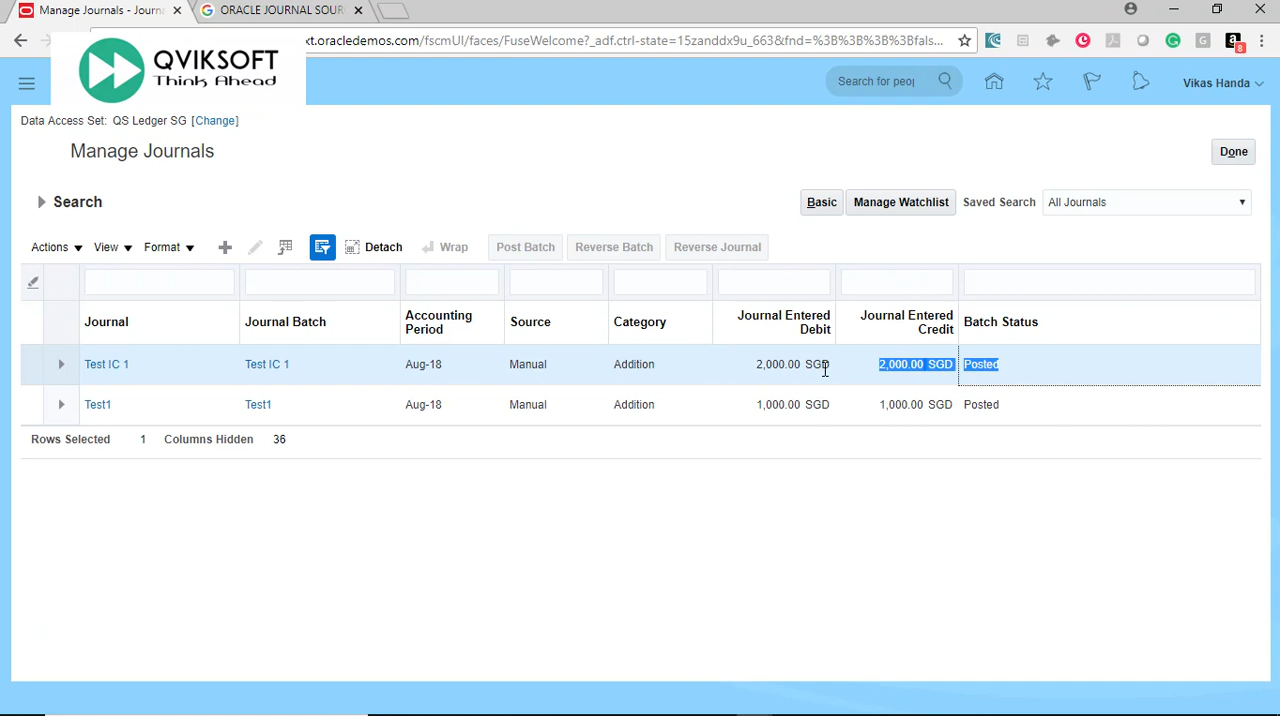 Manage Journals - Journ
ORACLE JOURNAL SOUR
xt.oracledemos.com/fscmUI/faces/FuseWelcome?_adf.ctrl-state=15zanddx9u_663&fnd=%3B%3B%3B%3Bfals...
8
QVIKSOFT
Think Ahead
Search for peop
Vikas Handa
Data Access Set: QS Ledger SG [Change]
Manage Journals
Done
Search
Basic
Manage Watchlist
Saved Search
All Journals
Actions View Format Detach Wrap Post Batch Reverse Batch Reverse Journal
Journal Journal Batch Accounting Period Source Category Journal Entered Debit Journal Entered Credit Batch Status
Test IC 1 Test IC 1 Aug-18 Manual Addition 2,000.00 SGD 2,000.00 SGD Posted
Test1 Test1 Aug-18 Manual Addition 1,000.00 SGD 1,000.00 SGD Posted
Rows Selected 1 Columns Hidden 36